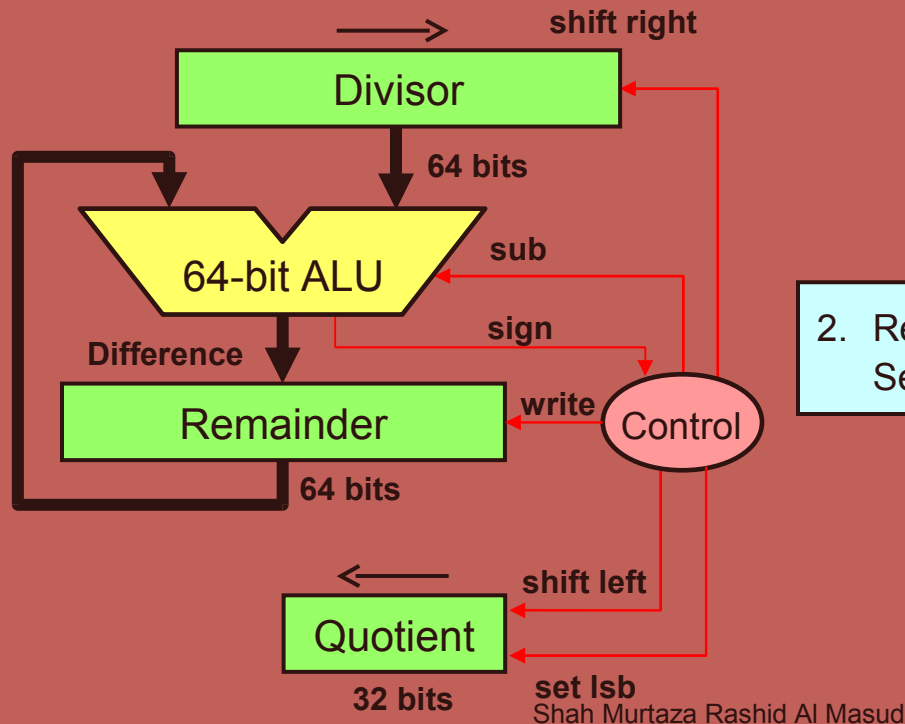 shift right
Divisor
64 bits
64-bit ALU
sub
sign
Difference
2. Re
Se
Remainder
write
Control
64 bits
shift left
Quotient
set lsb
32 bits
Shah Murtaza Rashid Al Masud